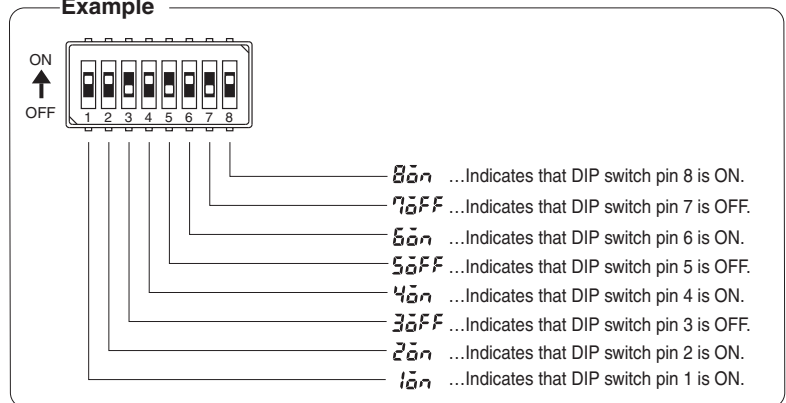 Example
ON
OFF
1 2 3 4 5 6 7 8
8on ...Indicates that DIP switch pin 8 is ON.
7oFF ...Indicates that DIP switch pin 7 is OFF.
6on ...Indicates that DIP switch pin 6 is ON.
5oFF ...Indicates that DIP switch pin 5 is OFF.
4on ...Indicates that DIP switch pin 4 is ON.
3oFF ...Indicates that DIP switch pin 3 is OFF.
2on ...Indicates that DIP switch pin 2 is ON.
1on ...Indicates that DIP switch pin 1 is ON.